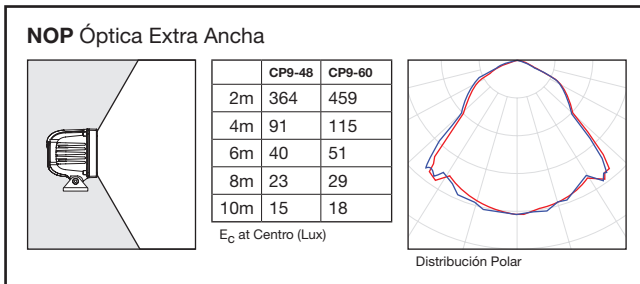 NOP Óptica Extra Ancha
CP9-48 CP9-60
2m 364 459
4m 91 115
6m 40 51
8m 23 29
10m 15 18
EC at Centro (Lux)
Distribución Polar